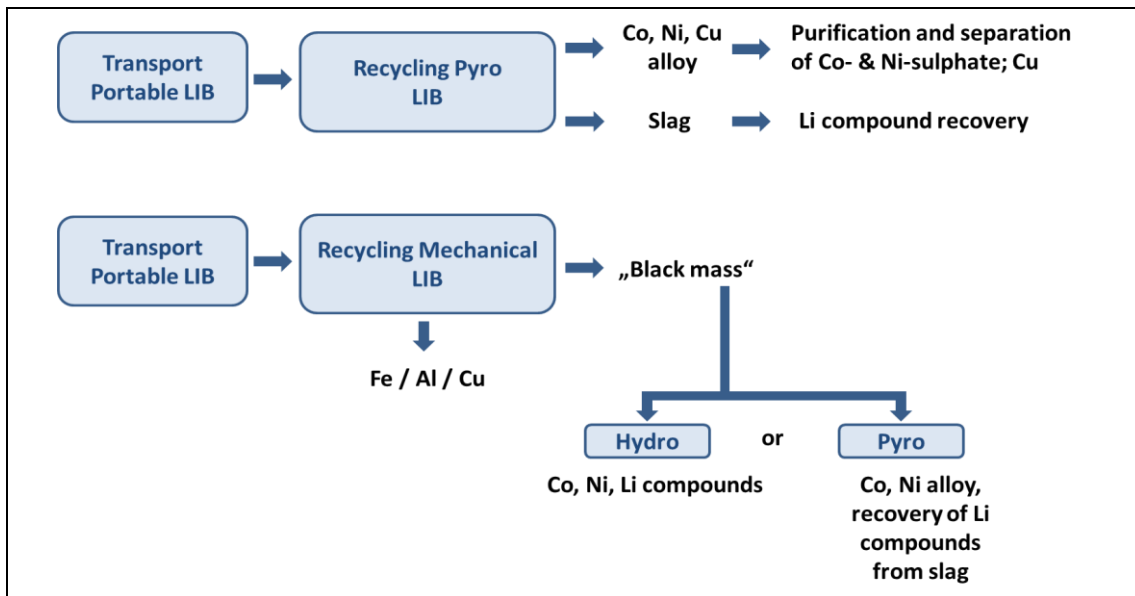 Transport
Portable LIB
Recycling Pyro
LIB
Co, Ni, Cu
alloy
Purification and separation
of Co- & Ni-sulphate; Cu
Slag
Li compound recovery
Transport
Portable LIB
Recycling Mechanical
LIB
„Black mass“
Fe / Al / Cu
Hydro
or
Pyro
Co, Ni, Li compounds
Co, Ni alloy,
recovery of Li
compounds
from slag